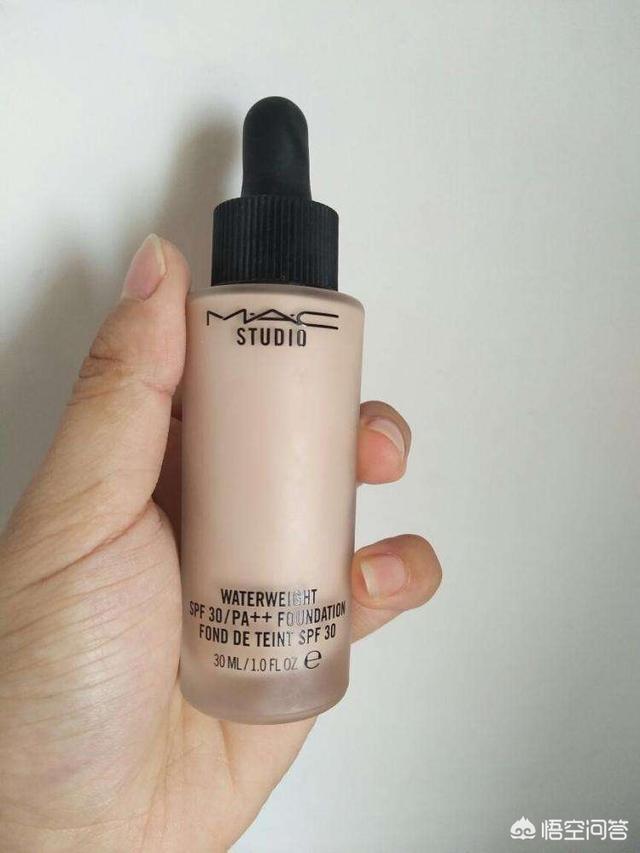 M·A·C
STUDIO
WATERWEIGHT
SPF 30/PA++ FOUNDATION
FOND DE TEINT SPF 30
30 ML/1.0 FL OZ ℮
悟空问答